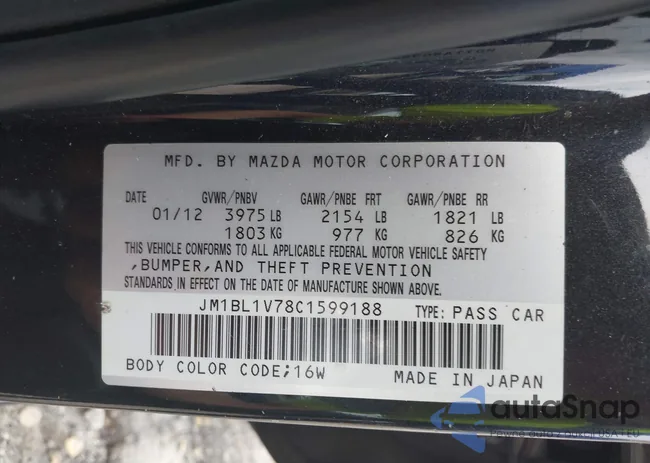 MFD. BY MAZDA MOTOR CORPORATION
DATE GVWR/PNBV GAWR/PNBE FRT GAWR/PNBE RR
01/12 3975 LB 2154 LB 1821 LB
1803 KG 977 KG 826 KG
THIS VEHICLE CONFORMS TO ALL APPLICABLE FEDERAL MOTOR VEHICLE SAFETY
,BUMPER,AND THEFT PREVENTION
STANDARDS IN EFFECT ON THE DATE OF MANUFACTURE SHOWN ABOVE.
JM1BL1V78C1599188 TYPE: PASS CAR
BODY COLOR CODE;16W MADE IN JAPAN
autoSnap